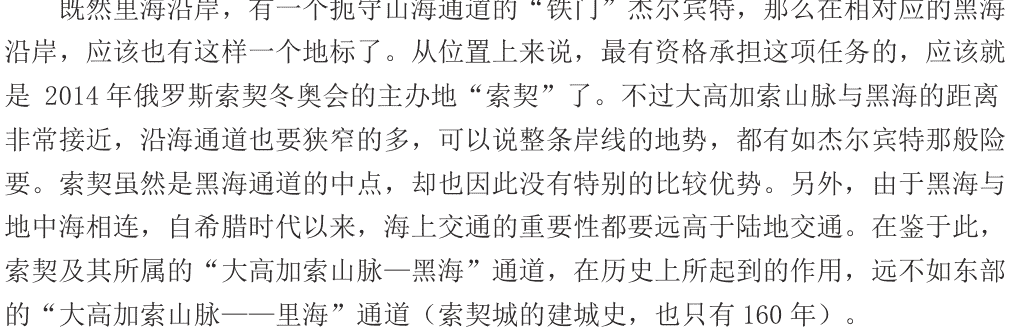 既然里海沿岸，有一个扼守山海通道的“铁门”杰尔宾特，那么在相对应的黑海
沿岸，应该也有这样一个地标了。从位置上来说，最有资格承担这项任务的，应该就
是 2014 年俄罗斯索契冬奥会的主办地“索契”了。不过大高加索山脉与黑海的距离
非常接近，沿海通道也要狭窄的多，可以说整条岸线的地势，都有如杰尔宾特那般险
要。索契虽然是黑海通道的中点，却也因此没有特别的比较优势。另外，由于黑海与
地中海相连，自希腊时代以来，海上交通的重要性都要远高于陆地交通。在鉴于此，
索契及其所属的“大高加索山脉—黑海”通道，在历史上所起到的作用，远不如东部
的“大高加索山脉——里海”通道（索契城的建城史，也只有 160 年）。